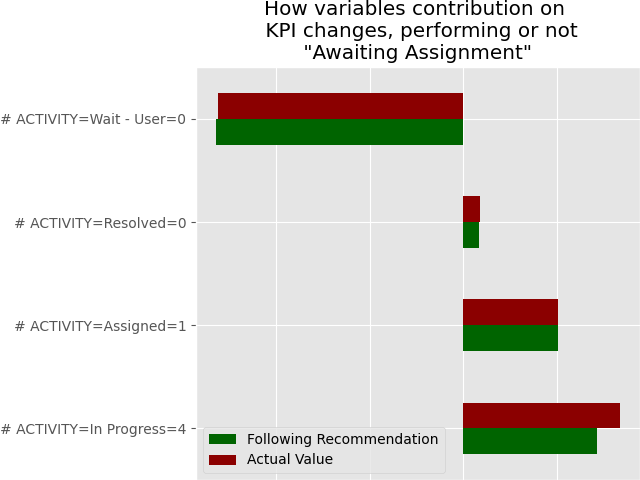 How variables contribution on
KPI changes, performing or not
"Awaiting Assignment"
# ACTIVITY=Wait - User=0
# ACTIVITY=Resolved=0
# ACTIVITY=Assigned=1
# ACTIVITY=In Progress=4
Following Recommendation
Actual Value